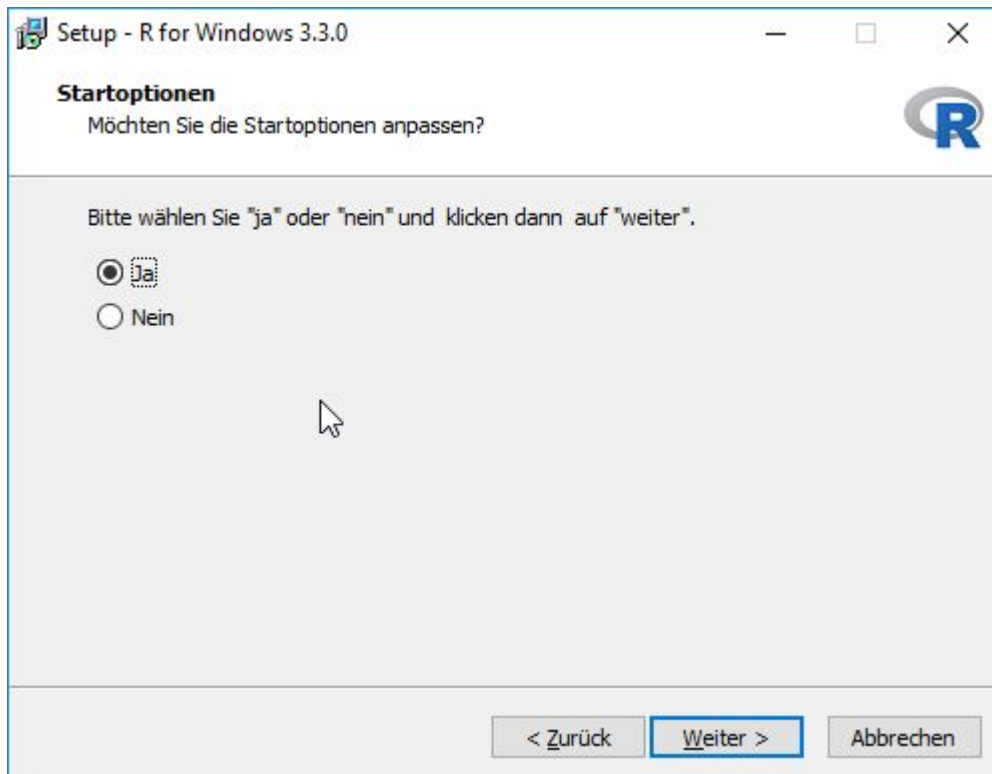 Setup - R for Windows 3.3.0
Startoptionen
Möchten Sie die Startoptionen anpassen?
R
Bitte wählen Sie "ja" oder "nein" und klicken dann  auf "weiter".
Ja
Nein
< Zurück
Weiter >
Abbrechen